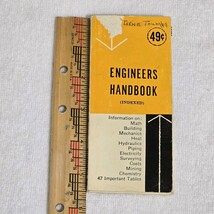 49¢
ENGINEERS
HANDBOOK
(INDEXED)
Information on:
Math
Building
Mechanics
Heat
Hydraulics
Piping
Electricity
Surveying
Costs
Mining
Chemistry
47 Important Tables